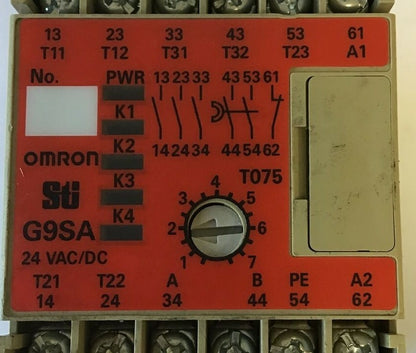 13 23 33 43 53 61
T11 T12 T31 T32 T23 A1
No. PWR 13 23 33 43 53 61
K1
14 24 34 44 54 62
OMRON K2
Sti K3 T075
G9SA K4
1 2 3 4 5 6 7
24 VAC/DC
T21 T22 A B PE A2
14 24 34 44 54 62